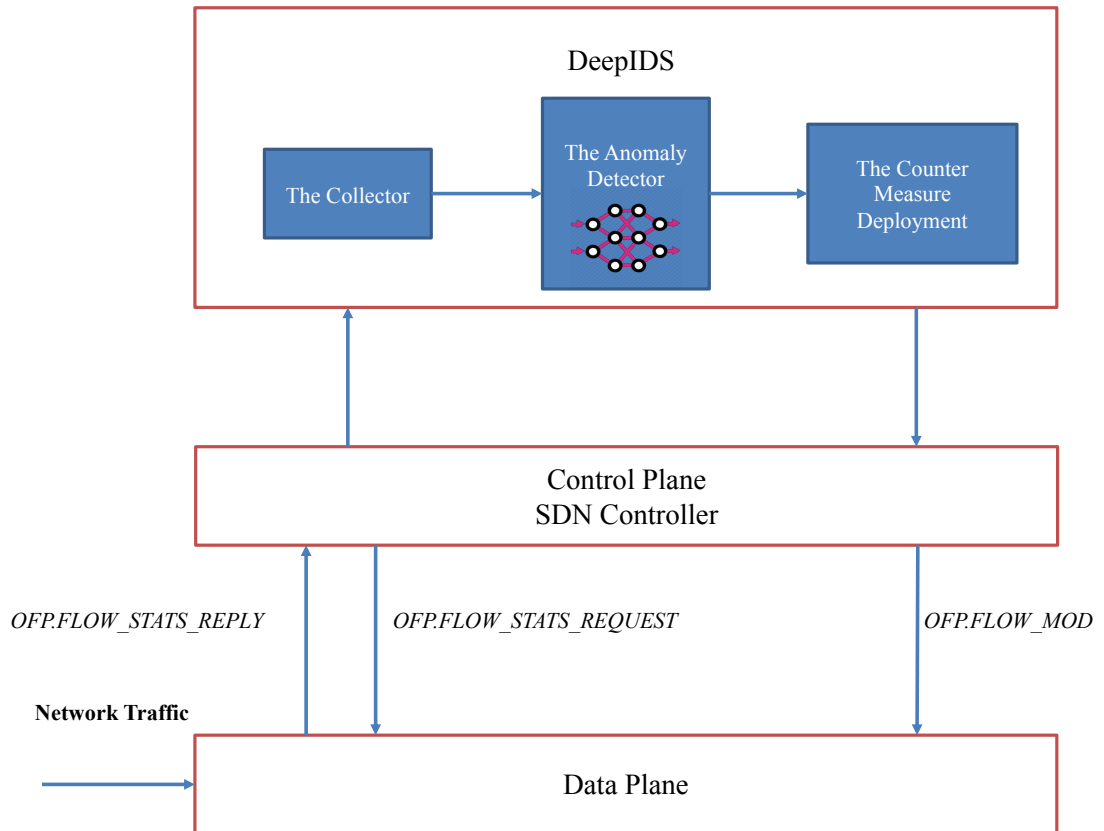 DeepIDS
The Collector
The Anomaly
Detector
The Counter
Measure
Deployment
Control Plane
SDN Controller
OFP.FLOW_STATS_REPLY
OFP.FLOW_STATS_REQUEST
OFP.FLOW_MOD
Network Traffic
Data Plane